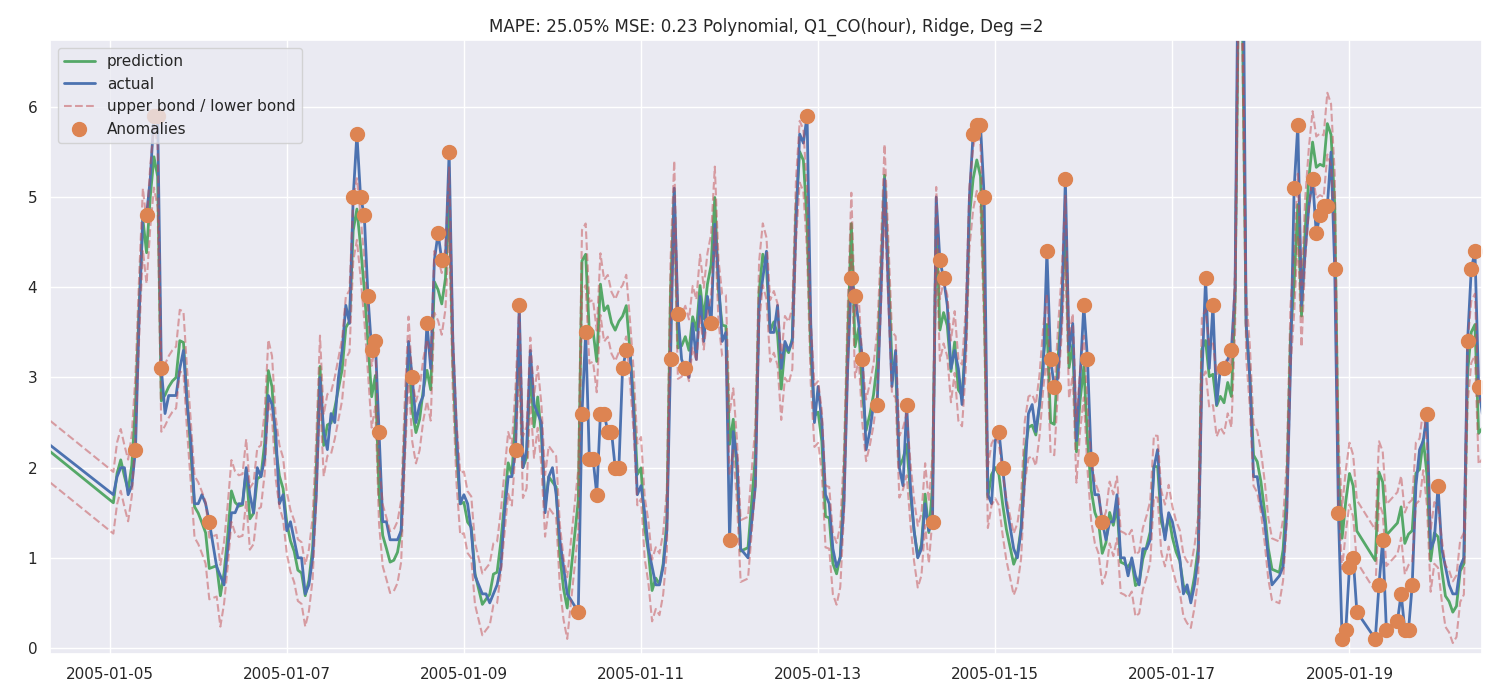 MAPE: 25.05% MSE: 0.23 Polynomial, Q1_CO(hour), Ridge, Deg =2
prediction
actual
upper bond / lower bond
Anomalies
6
5
4
3
2
1
0
2005-01-05 2005-01-07 2005-01-09 2005-01-11 2005-01-13 2005-01-15 2005-01-17 2005-01-19